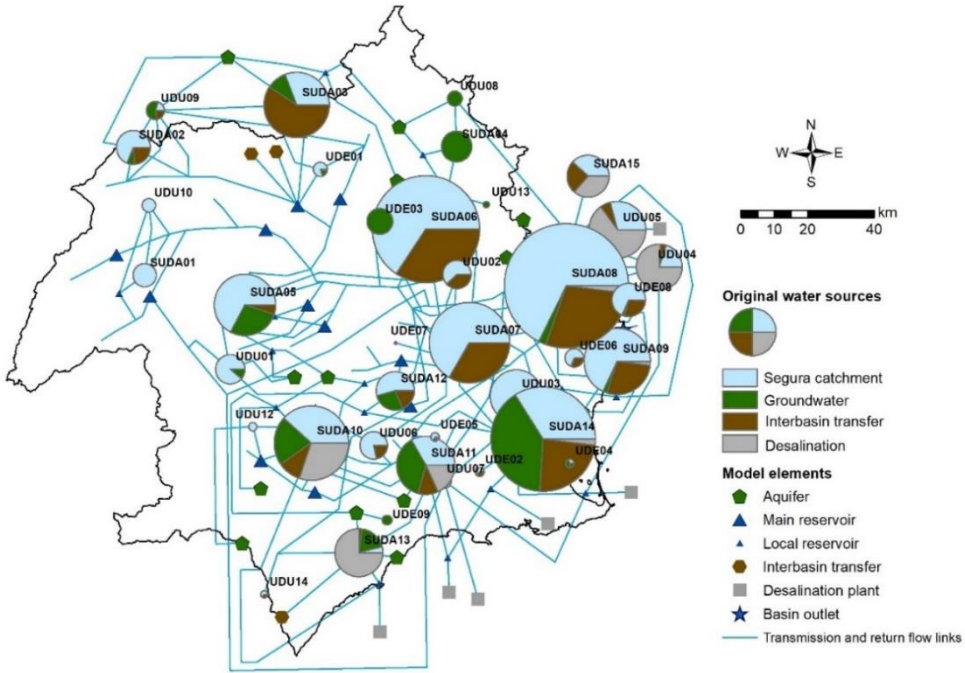 UDU08
SUDA03
UDU09
SUDA02
SUDA04
UDE01
SUDA15
UDU10
UDU13
UDE03
SUDA06
UDU05
SUDA01
UDU02
UDU04
SUDA08
UDE08
SUDA05
UDE07
SUDA07
UDE06
SUDA09
UDU01
SUDA12
UDU03
UDU12
SUDA10
UDU06
UDE05
SUDA14
SUDA11
UDU07
UDE02
UDE04
UDE09
SUDA13
UDU14
N
W
E
S
km
0
10
20
40
Original water sources
Segura catchment
Groundwater
Interbasin transfer
Desalination
Model elements
Aquifer
Main reservoir
Local reservoir
Interbasin transfer
Desalination plant
Basin outlet
Transmission and return flow links